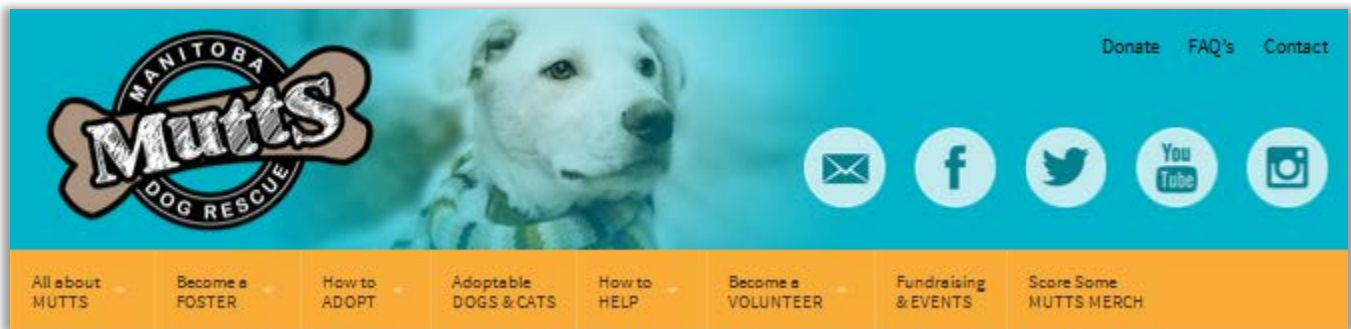 MANITOBA
Mutts
DOG RESCUE
Donate FAQ's Contact
You
Tube
All about
MUTTS
Become a
FOSTER
How to
ADOPT
Adoptable
DOGS & CATS
How to
HELP
Become a
VOLUNTEER
Fundraising
& EVENTS
Score Some
MUTTS MERCH